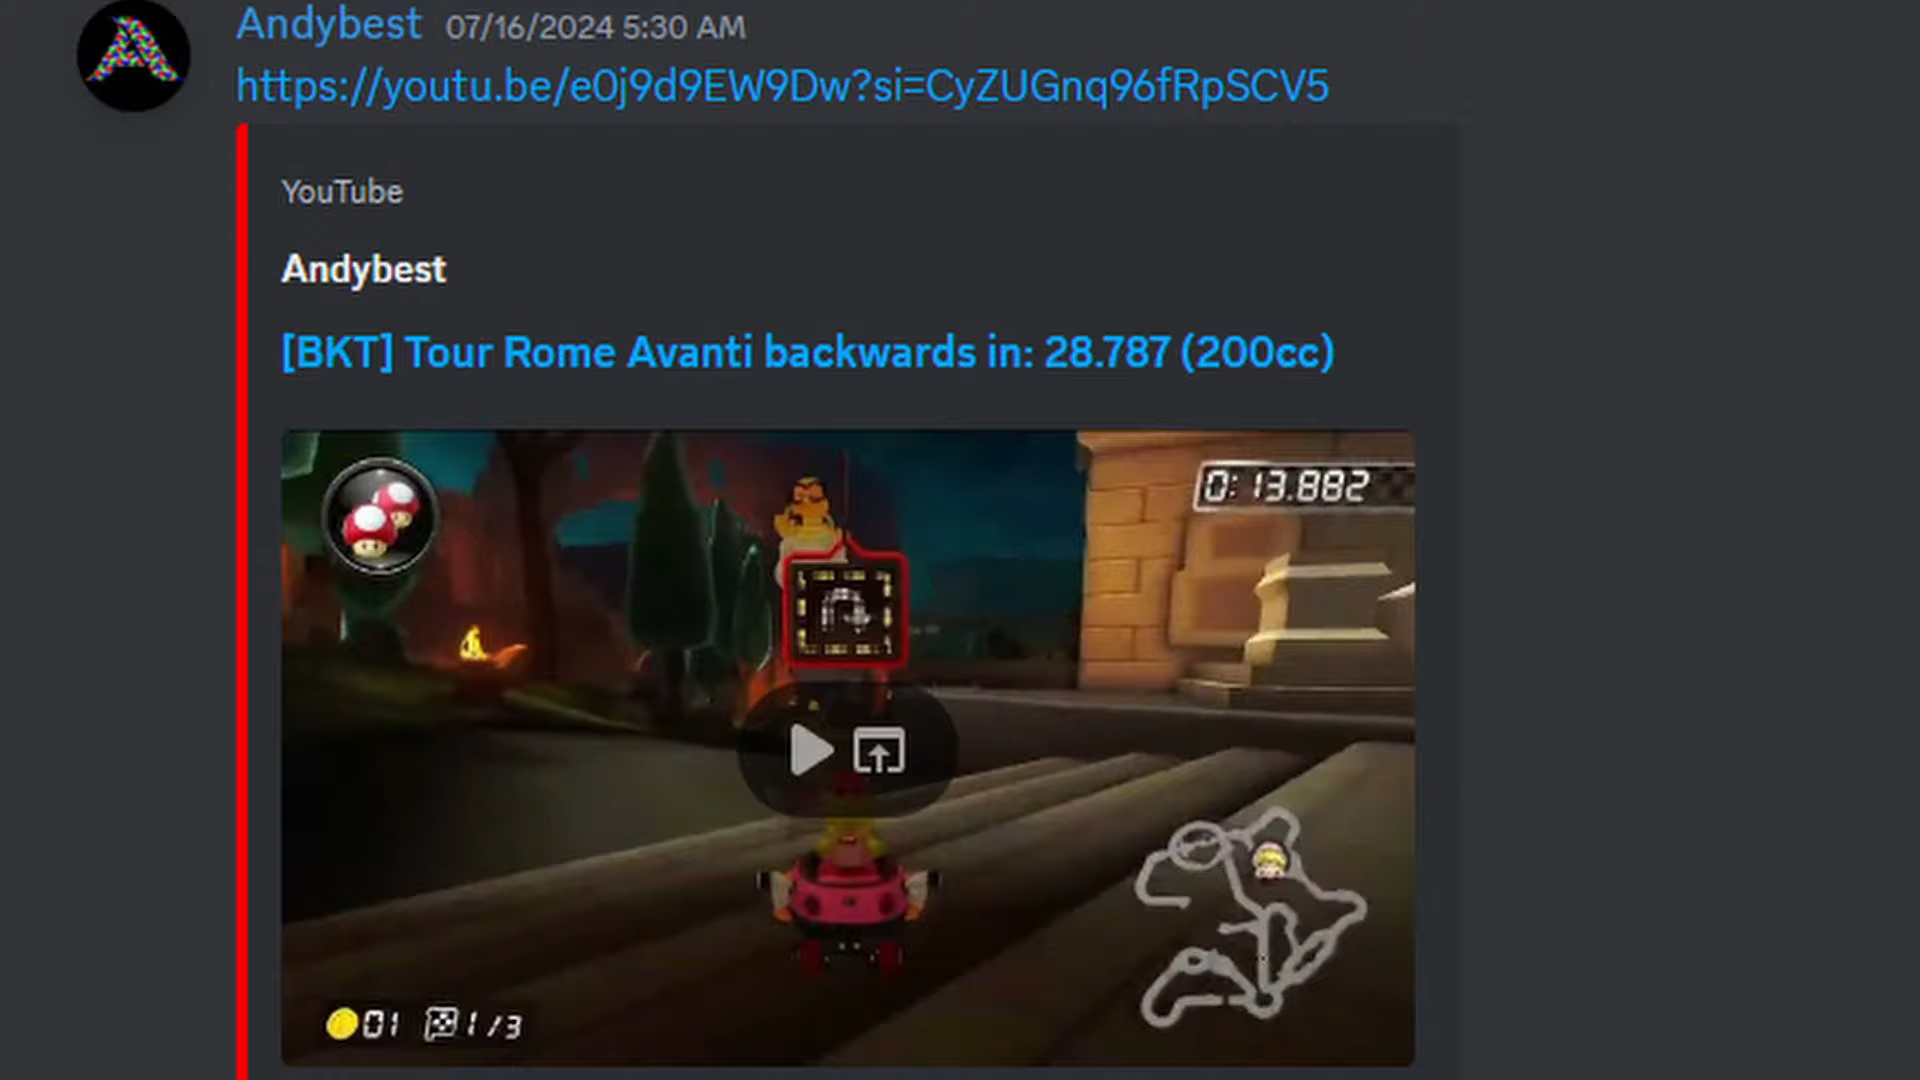 Andybest 07/16/2024 5:30 AM
https://youtu.be/e0j9d9EW9Dw?si=CyZUGnq96fRpSCV5
YouTube
Andybest
[BKT] Tour Rome Avanti backwards in: 28.787 (200cc)
0:13.882
01 1/3